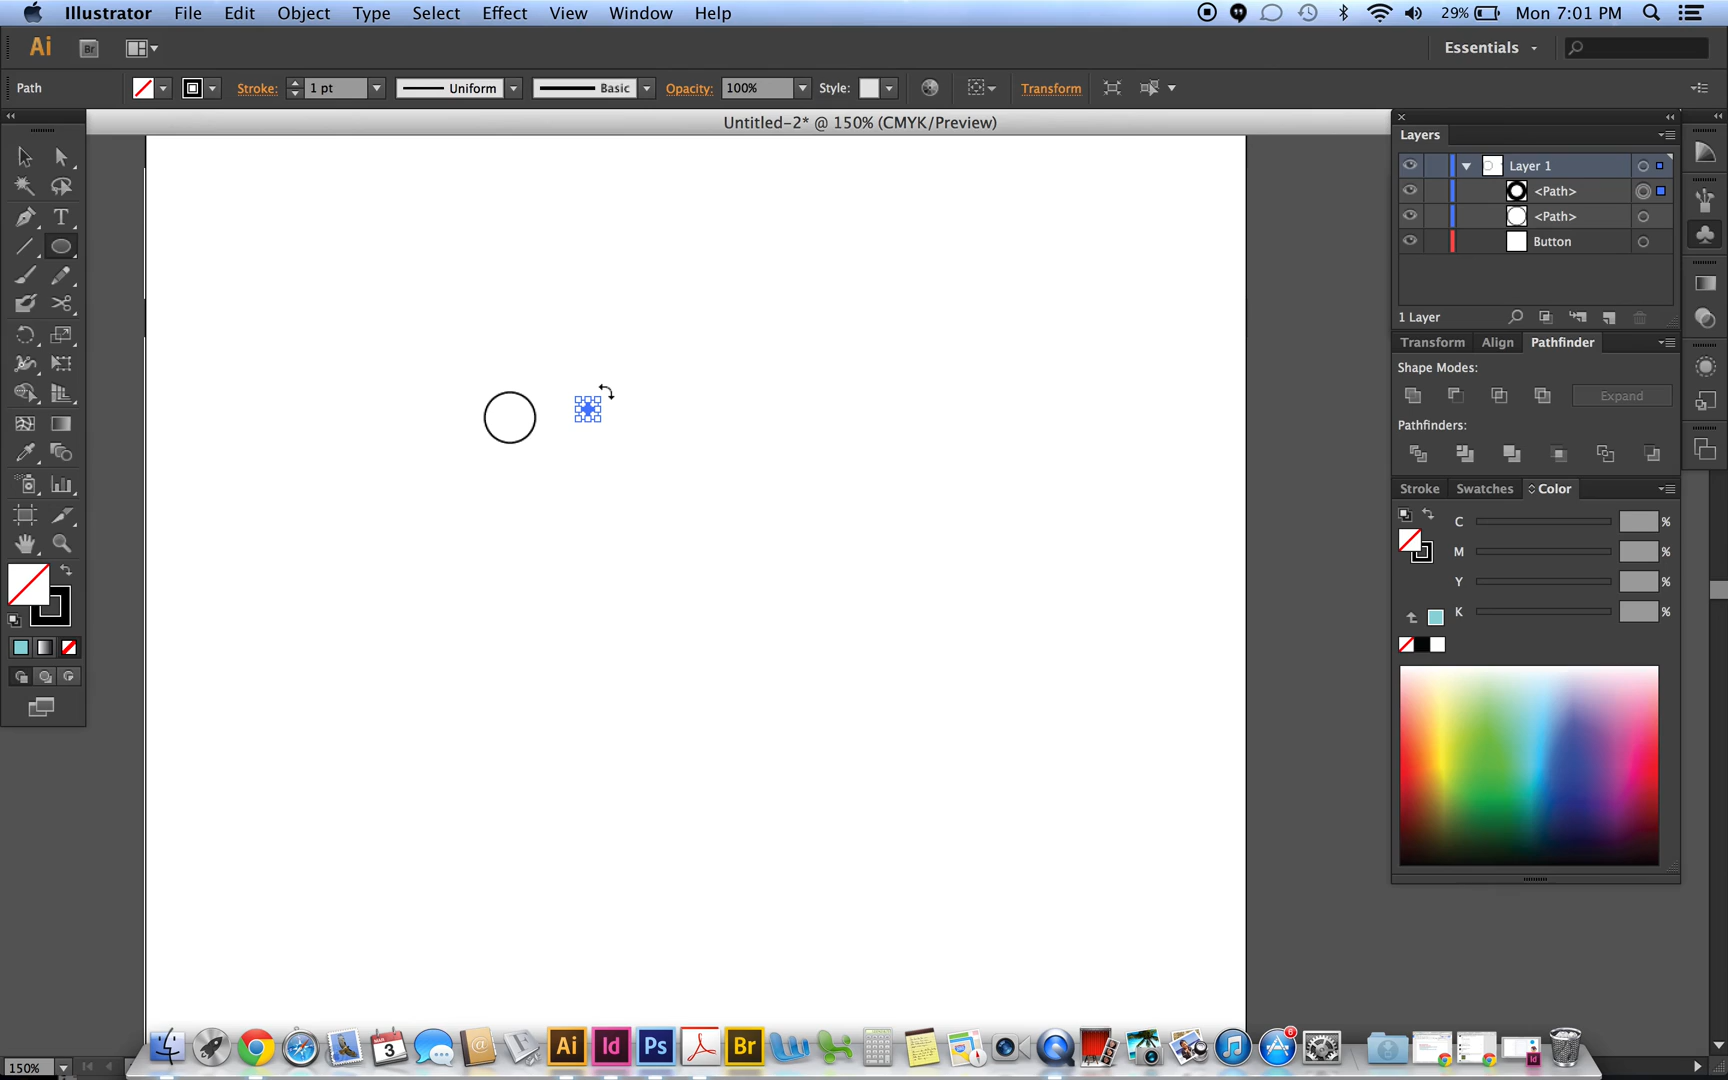 Illustrator File Edit Object Type Select Effect View Window Help 29% Mon 7:01 PM
Ai Br Essentials
Path Stroke: 1 pt Uniform Basic Opacity: 100% Style: Transform
Untitled-2* @ 150% (CMYK/Preview)
Layers
Layer 1
<Path>
<Path>
Button
1 Layer
Transform Align Pathfinder
Shape Modes:
Expand
Pathfinders:
Stroke Swatches Color
C %
M %
Y %
K %
T
MAR
3
6
Ai Id Ps Br
150%